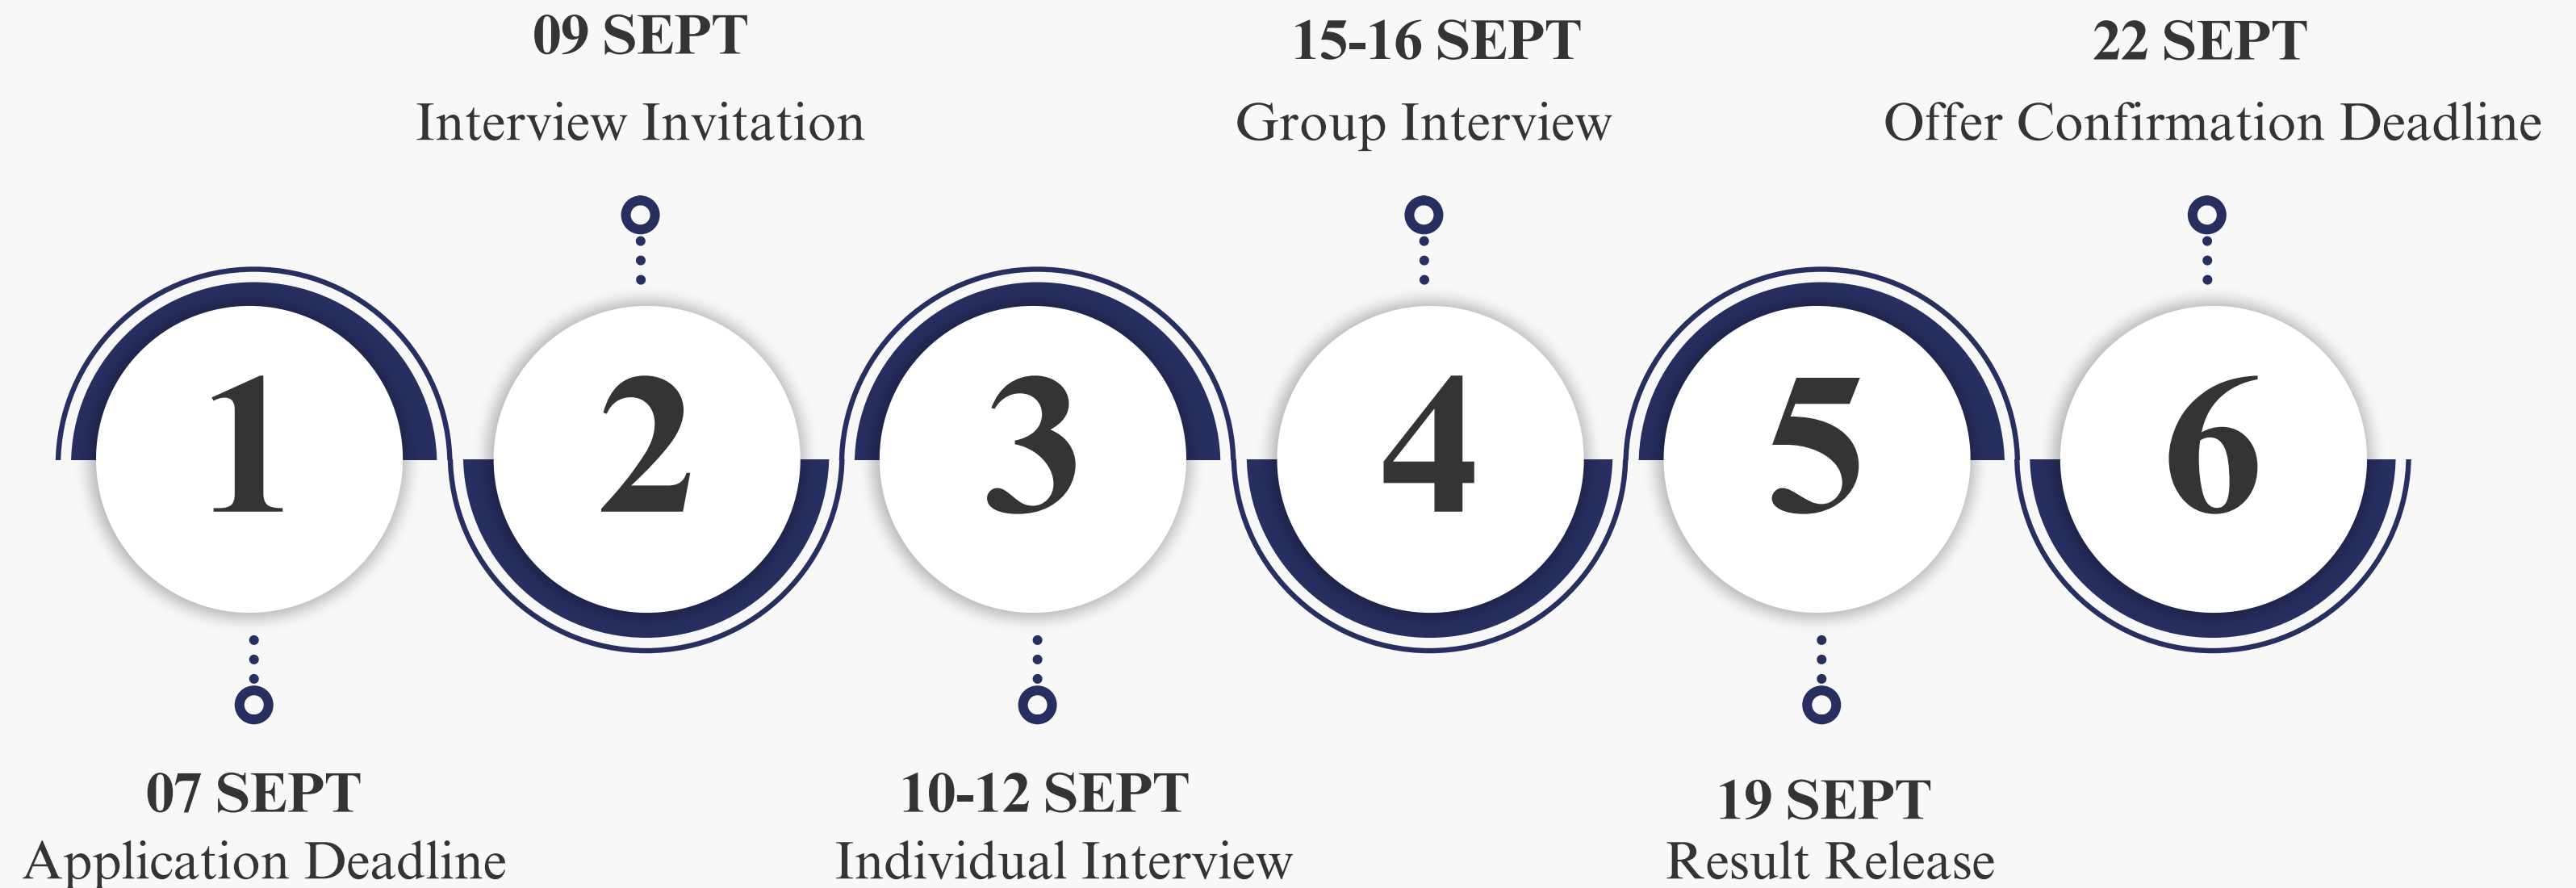 09 SEPT
Interview Invitation
15-16 SEPT
Group Interview
22 SEPT
Offer Confirmation Deadline
1
2
3
4
5
6
07 SEPT
Application Deadline
10-12 SEPT
Individual Interview
19 SEPT
Result Release